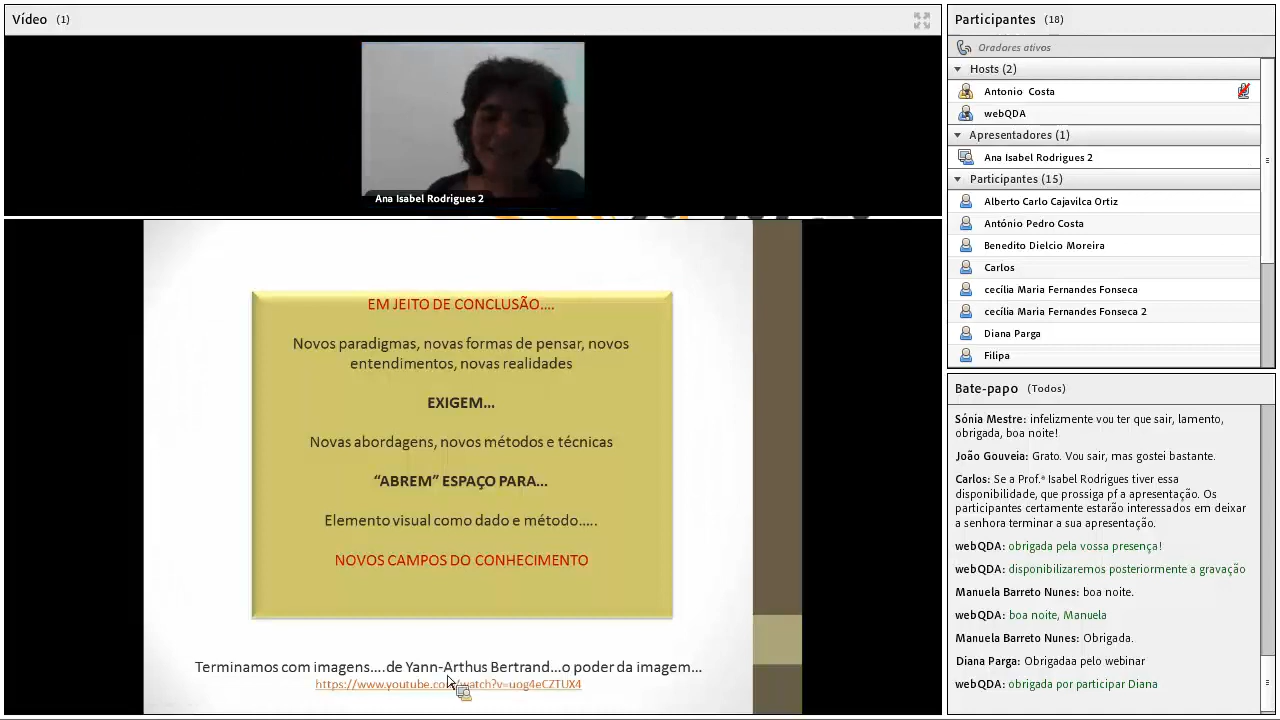 Vídeo (1)
Ana Isabel Rodrigues 2
EM JEITO DE CONCLUSÃO....
Novos paradigmas, novas formas de pensar, novos
entendimentos, novas realidades
EXIGEM...
Novas abordagens, novos métodos e técnicas
“ABREM” ESPAÇO PARA...
Elemento visual como dado e método.....
NOVOS CAMPOS DO CONHECIMENTO
Terminamos com imagens....de Yann-Arthus Bertrand...o poder da imagem...
https://www.youtube.com/watch?v=uog4eCZTUX4
Participantes (18)
Oradores ativos
Hosts (2)
Antonio Costa
webQDA
Apresentadores (1)
Ana Isabel Rodrigues 2
Participantes (15)
Alberto Carlo Cajavilca Ortiz
António Pedro Costa
Benedito Dielcio Moreira
Carlos
cecília Maria Fernandes Fonseca
cecília Maria Fernandes Fonseca 2
Diana Parga
Filipa
Bate-papo (Todos)
Sónia Mestre: infelizmente vou ter que sair, lamento,
obrigada, boa noite!
João Gouveia: Grato. Vou sair, mas gostei bastante.
Carlos: Se a Prof.ª Isabel Rodrigues tiver essa
disponibilidade, que prossiga pf a apresentação. Os
participantes certamente estarão interessados em deixar
a senhora terminar a sua apresentação.
webQDA: obrigada pela vossa presença!
webQDA: disponibilizaremos posteriormente a gravação
Manuela Barreto Nunes: boa noite.
webQDA: boa noite, Manuela
Manuela Barreto Nunes: Obrigada.
Diana Parga: Obrigadaa pelo webinar
webQDA: obrigada por participar Diana